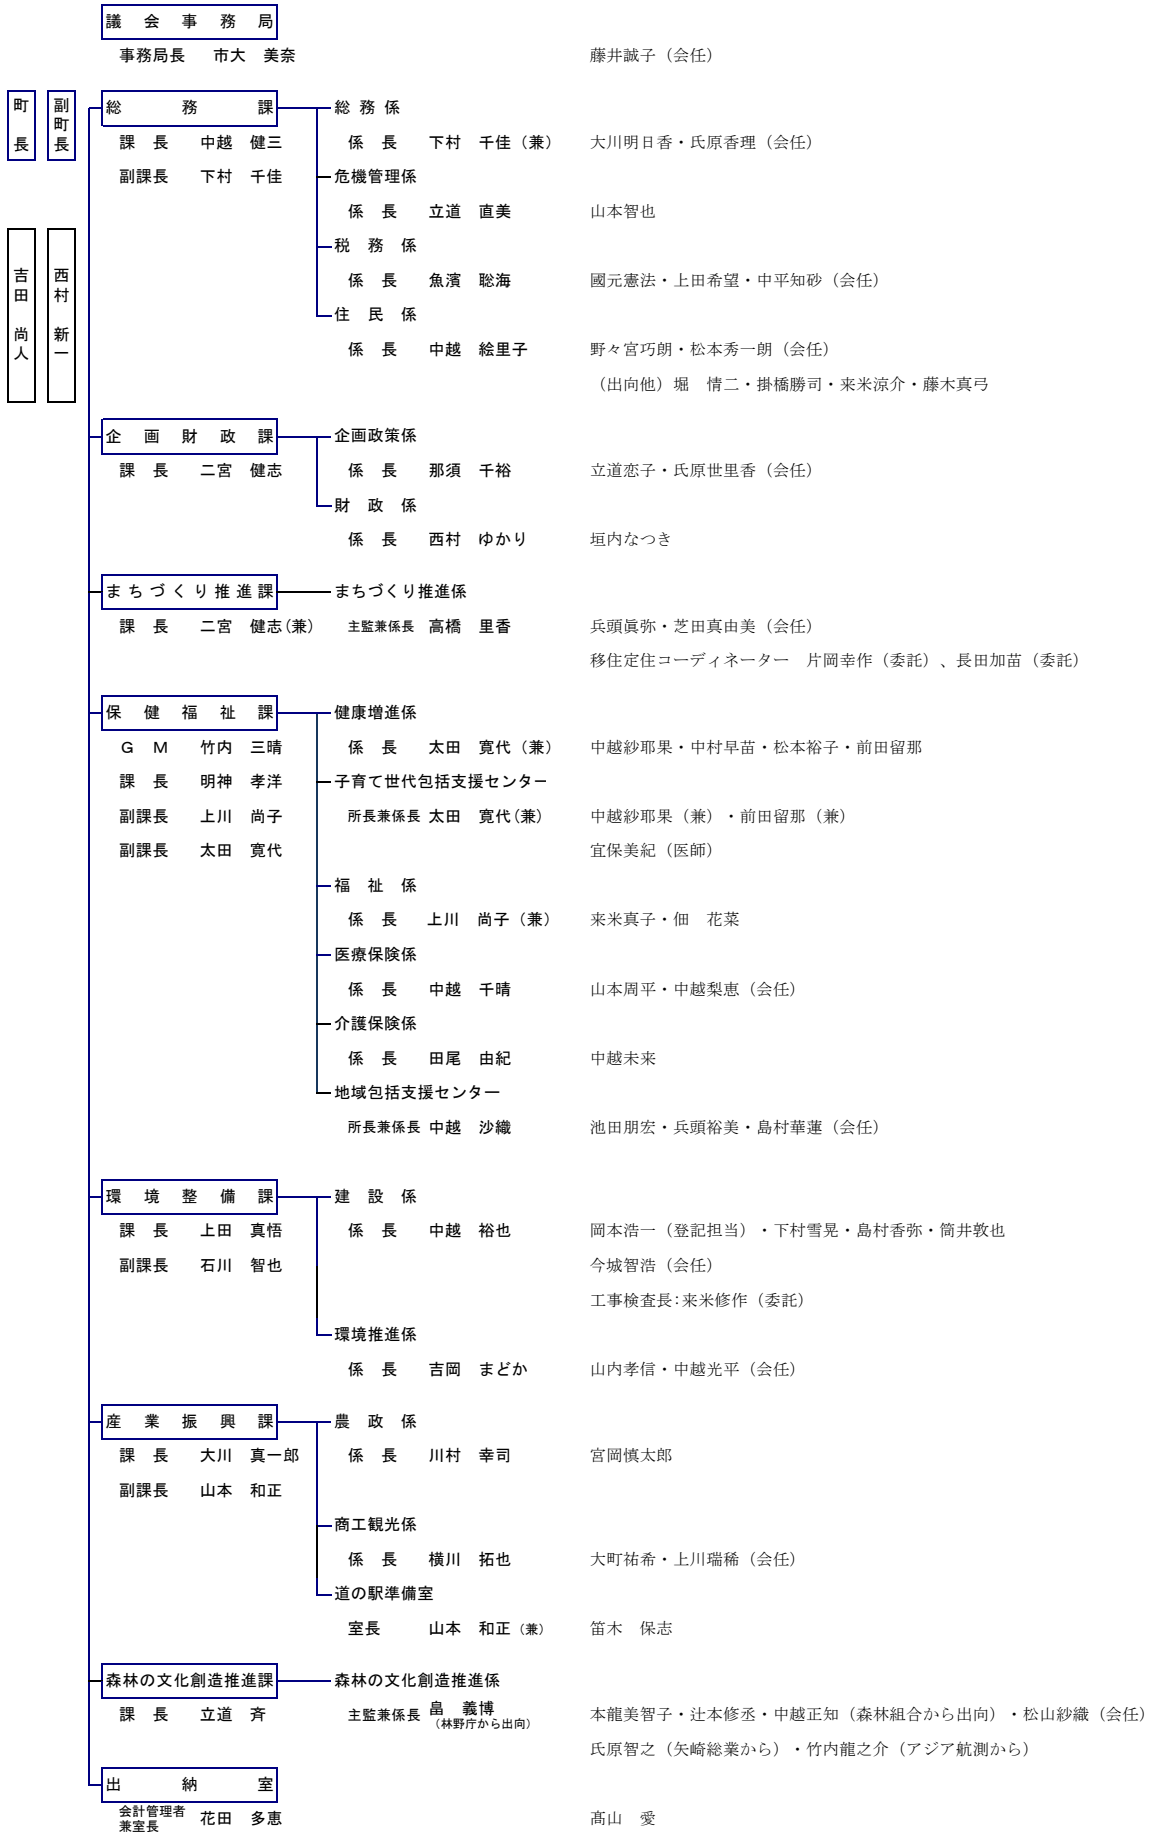 議会事務局
事務局長　市大　美奈　藤井誠子（会任）
町長　副町長
吉田　尚人　西村　新一
総務課　総務係
課　長　中越　健三　係　長　下村　千佳（兼）　大川明日香・氏原香理（会任）
副課長　下村　千佳　危機管理係
係　長　立道　直美　山本智也
税務係
係　長　魚濱　聡海　國元憲法・上田希望・中平知砂（会任）
住民係
係　長　中越　絵里子　野々宮巧朗・松本秀一朗（会任）
（出向他）堀　情二・掛橋勝司・来米涼介・藤木真弓
企画財政課　企画政策係
課　長　二宮　健志　係　長　那須　千裕　立道恋子・氏原世里香（会任）
財政係
係　長　西村　ゆかり　垣内なつき
まちづくり推進課　まちづくり推進係
課　長　二宮　健志（兼）　主監兼係長　高橋　里香　兵頭眞弥・芝田真由美（会任）
移住定住コーディネーター　片岡幸作（委託）、長田加苗（委託）
保健福祉課　健康増進係
ＧＭ　竹内　三晴　係　長　太田　寛代（兼）　中越紗耶果・中村早苗・松本裕子・前田留那
課　長　明神　孝洋　子育て世代包括支援センター
副課長　上川　尚子　所長兼係長　太田　寛代（兼）　中越紗耶果（兼）・前田留那（兼）
副課長　太田　寛代　宜保美紀（医師）
福祉係
係　長　上川　尚子（兼）　来米真子・佃　花菜
医療保険係
係　長　中越　千晴　山本周平・中越梨恵（会任）
介護保険係
係　長　田尾　由紀　中越未来
地域包括支援センター
所長兼係長　中越　沙織　池田朋宏・兵頭裕美・島村華蓮（会任）
環境整備課　建設係
課　長　上田　真悟　係　長　中越　裕也　岡本浩一（登記担当）・下村雪晃・島村香弥・筒井敦也
副課長　石川　智也　今城智浩（会任）
工事検査長：来米修作（委託）
環境推進係
係　長　吉岡　まどか　山内孝信・中越光平（会任）
産業振興課　農政係
課　長　大川　真一郎　係　長　川村　幸司　宮岡慎太郎
副課長　山本　和正
商工観光係
係　長　横川　拓也　大町祐希・上川瑞稀（会任）
道の駅準備室
室長　山本　和正（兼）　笛木　保志
森林の文化創造推進課　森林の文化創造推進係
課　長　立道　斉　主監兼係長　畠　義博（林野庁から出向）　本龍美智子・辻本修丞・中越正知（森林組合から出向）・松山紗織（会任）
氏原智之（矢崎総業から）・竹内龍之介（アジア航測から）
出納室
会計管理者兼室長　花田　多恵　髙山　愛